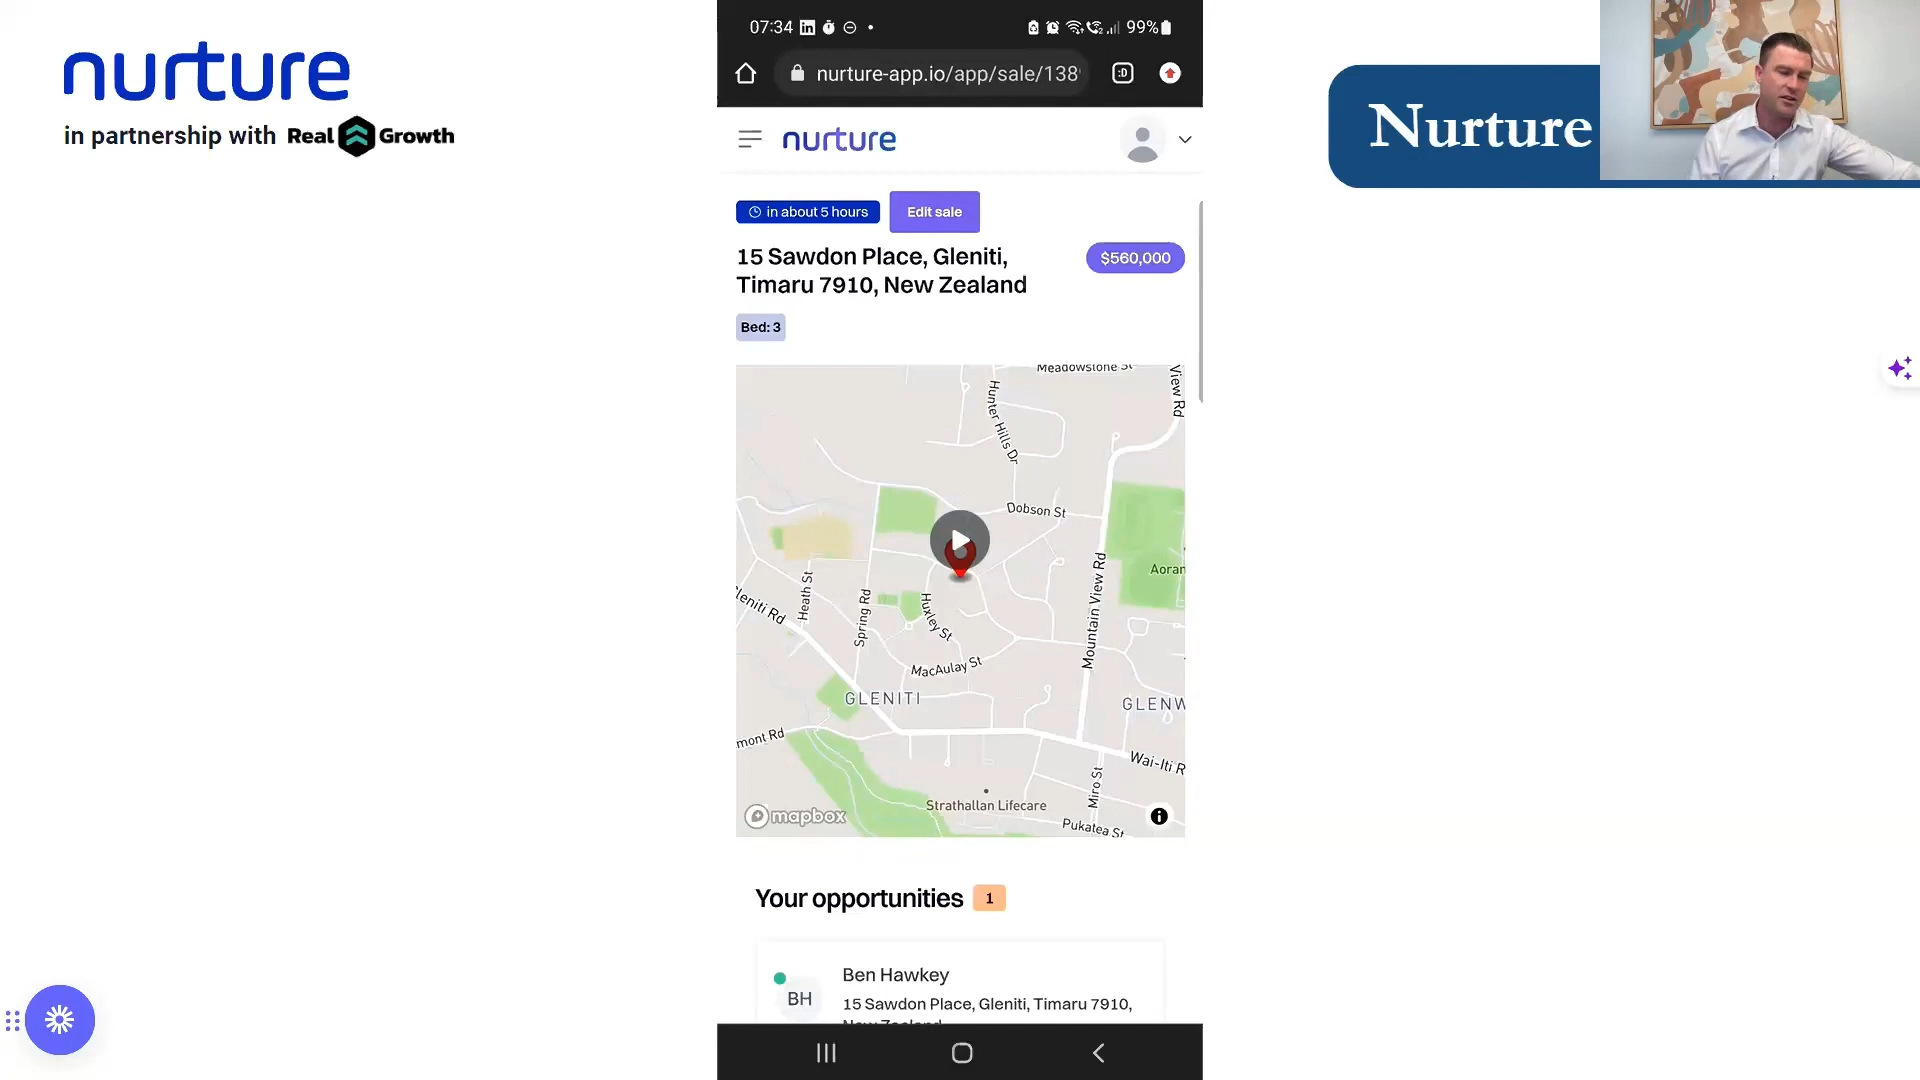 nurture
in partnership with Real Growth
07:34
99%
nurture-app.io/app/sale/138
:D
nurture
in about 5 hours
Edit sale
15 Sawdon Place, Gleniti,
Timaru 7910, New Zealand
$560,000
Bed: 3
Meadowstone St
View Rd
Hunter Hills Dr
Dobson St
Aoran
Heath St
Gleniti Rd
Spring Rd
Huxley St
Mountain View Rd
MacAulay St
GLENITI
GLENW
mont Rd
Wai-Iti R
Miro St
Strathallan Lifecare
Pukatea St
mapbox
Your opportunities 1
Ben Hawkey
BH
15 Sawdon Place, Gleniti, Timaru 7910,
New Zealand
Nurture